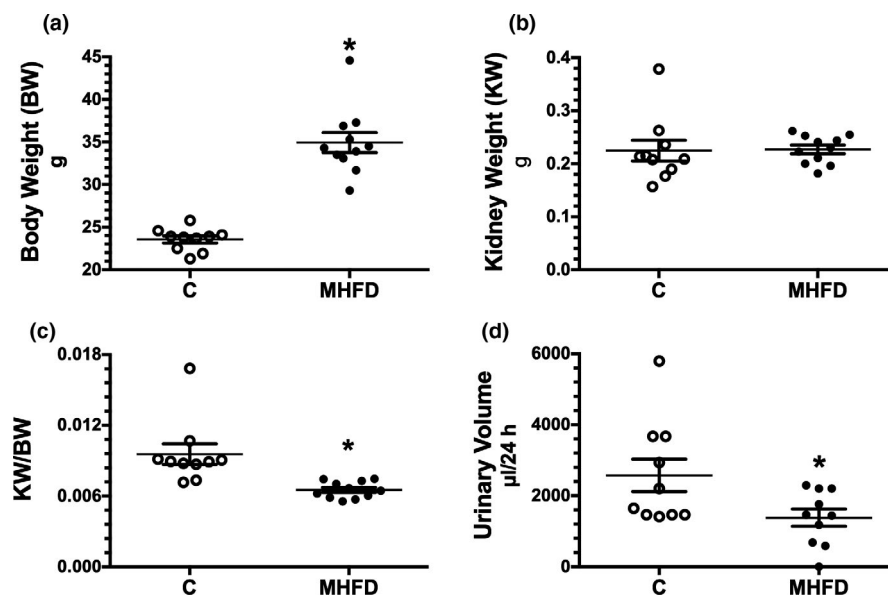 (a)
Body Weight (BW)
g
45
40
35
30
25
20
*
C
MHFD
(b)
Kidney Weight (KW)
g
0.4
0.3
0.2
0.1
0.0
C
MHFD
(c)
KW/BW
0.018
0.012
0.006
0.000
*
C
MHFD
(d)
Urinary Volume
µl/24 h
6000
4000
2000
0
*
C
MHFD